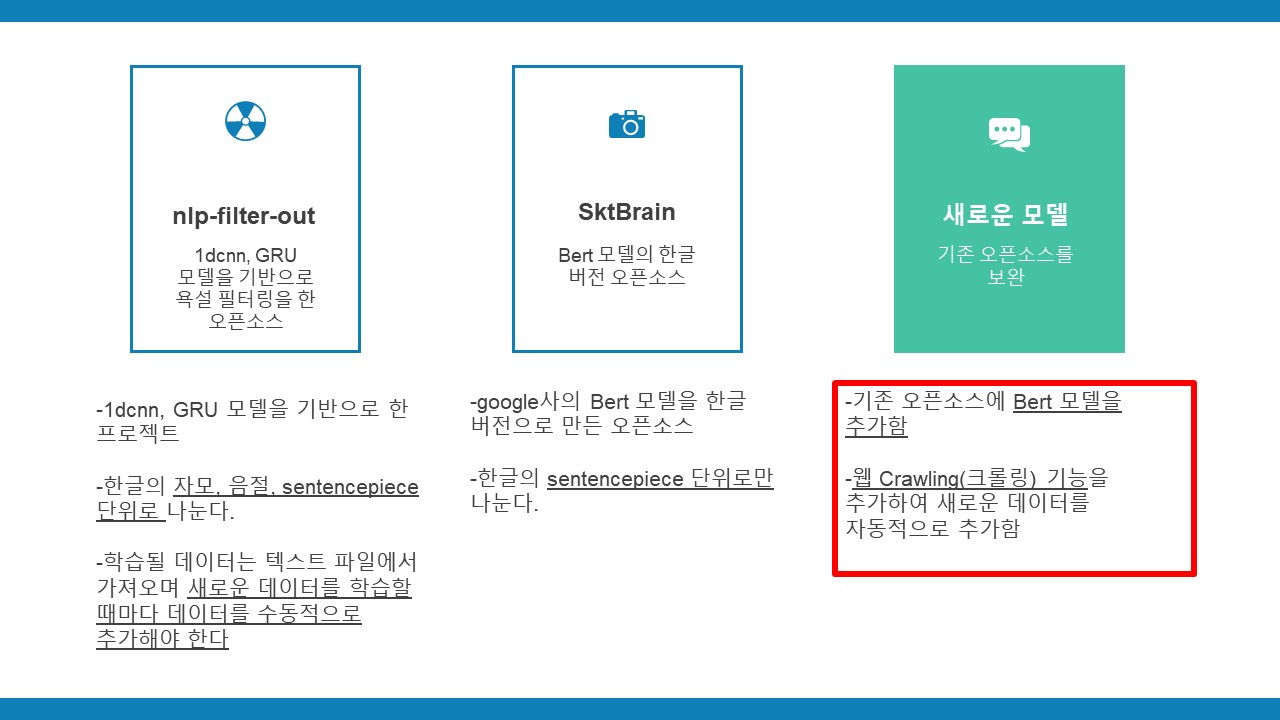 nlp-filter-out
1dcnn, GRU
모델을 기반으로
욕설 필터링을 한
오픈소스
-1dcnn, GRU 모델을 기반으로 한
프로젝트
-한글의 자모, 음절, sentencepiece
단위로 나눈다.
-학습될 데이터는 텍스트 파일에서
가져오며 새로운 데이터를 학습할
때마다 데이터를 수동적으로
추가해야 한다
SktBrain
Bert 모델의 한글
버전 오픈소스
-google사의 Bert 모델을 한글
버전으로 만든 오픈소스
-한글의 sentencepiece 단위로만
나눈다.
새로운 모델
기존 오픈소스를
보완
-기존 오픈소스에 Bert 모델을
추가함
-웹 Crawling(크롤링) 기능을
추가하여 새로운 데이터를
자동적으로 추가함